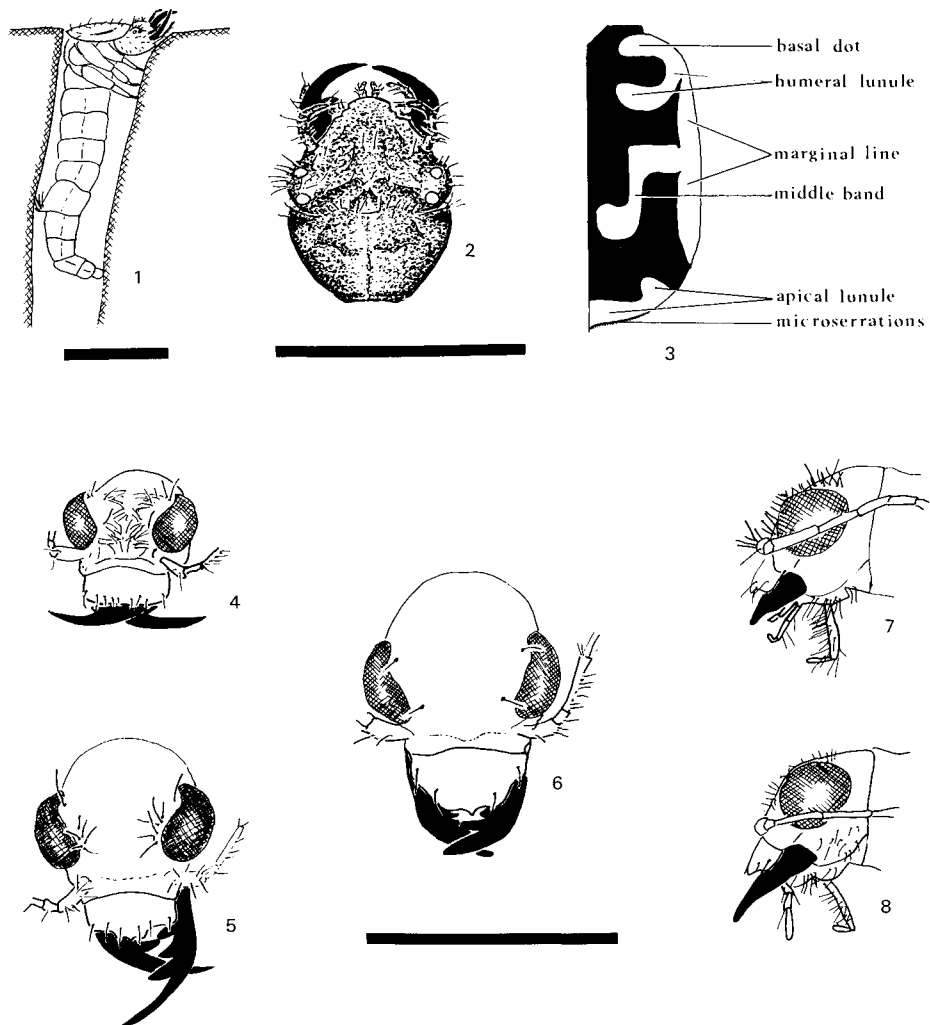 basal dot
humeral lunule
marginal line
middle band
apical lunule
microserrations
1
2
3
4
5
6
7
8